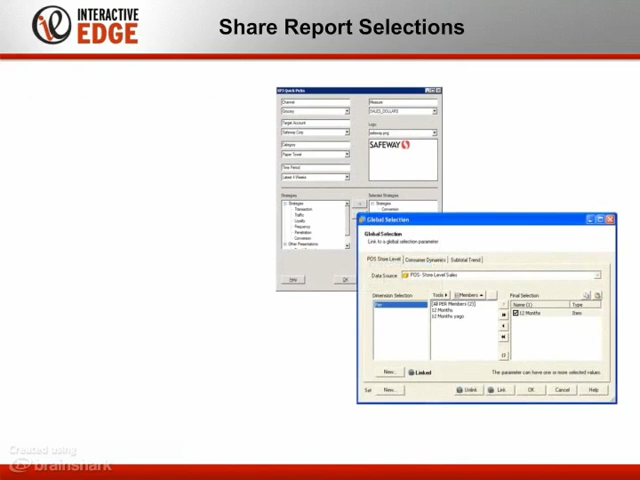 INTERACTIVE
EDGE
Share Report Selections
Channel
Grocery
Target Account
Safeway Corp
Category
Paper Towel
Time Period
Latest 4 Weeks
Measure
SALES_DOLLARS
Logo
safeway.png
SAFEWAY
Strategies
Strategies
Transaction
Traffic
Loyalty
Frequency
Penetration
Conversion
Other Presentations
Selected Strategies
Strategies
Conversion
Help
OK
Global Selection
Global Selection
Link to a global selection parameter
POS Store Level
Consumer Dynamics
Subtotal Trend
Data Source
POS- Store Level Sales
Dimension Selection
Tools
Members
Final Selection
Per
[All PER Members (2)]
12 Months
12 Months yago
Name (1)
Type
12 Months
Item
New...
Linked
The parameter can have one or more selected values.
Set
New...
Unlink
Link
OK
Cancel
Help
Created using
brainshark